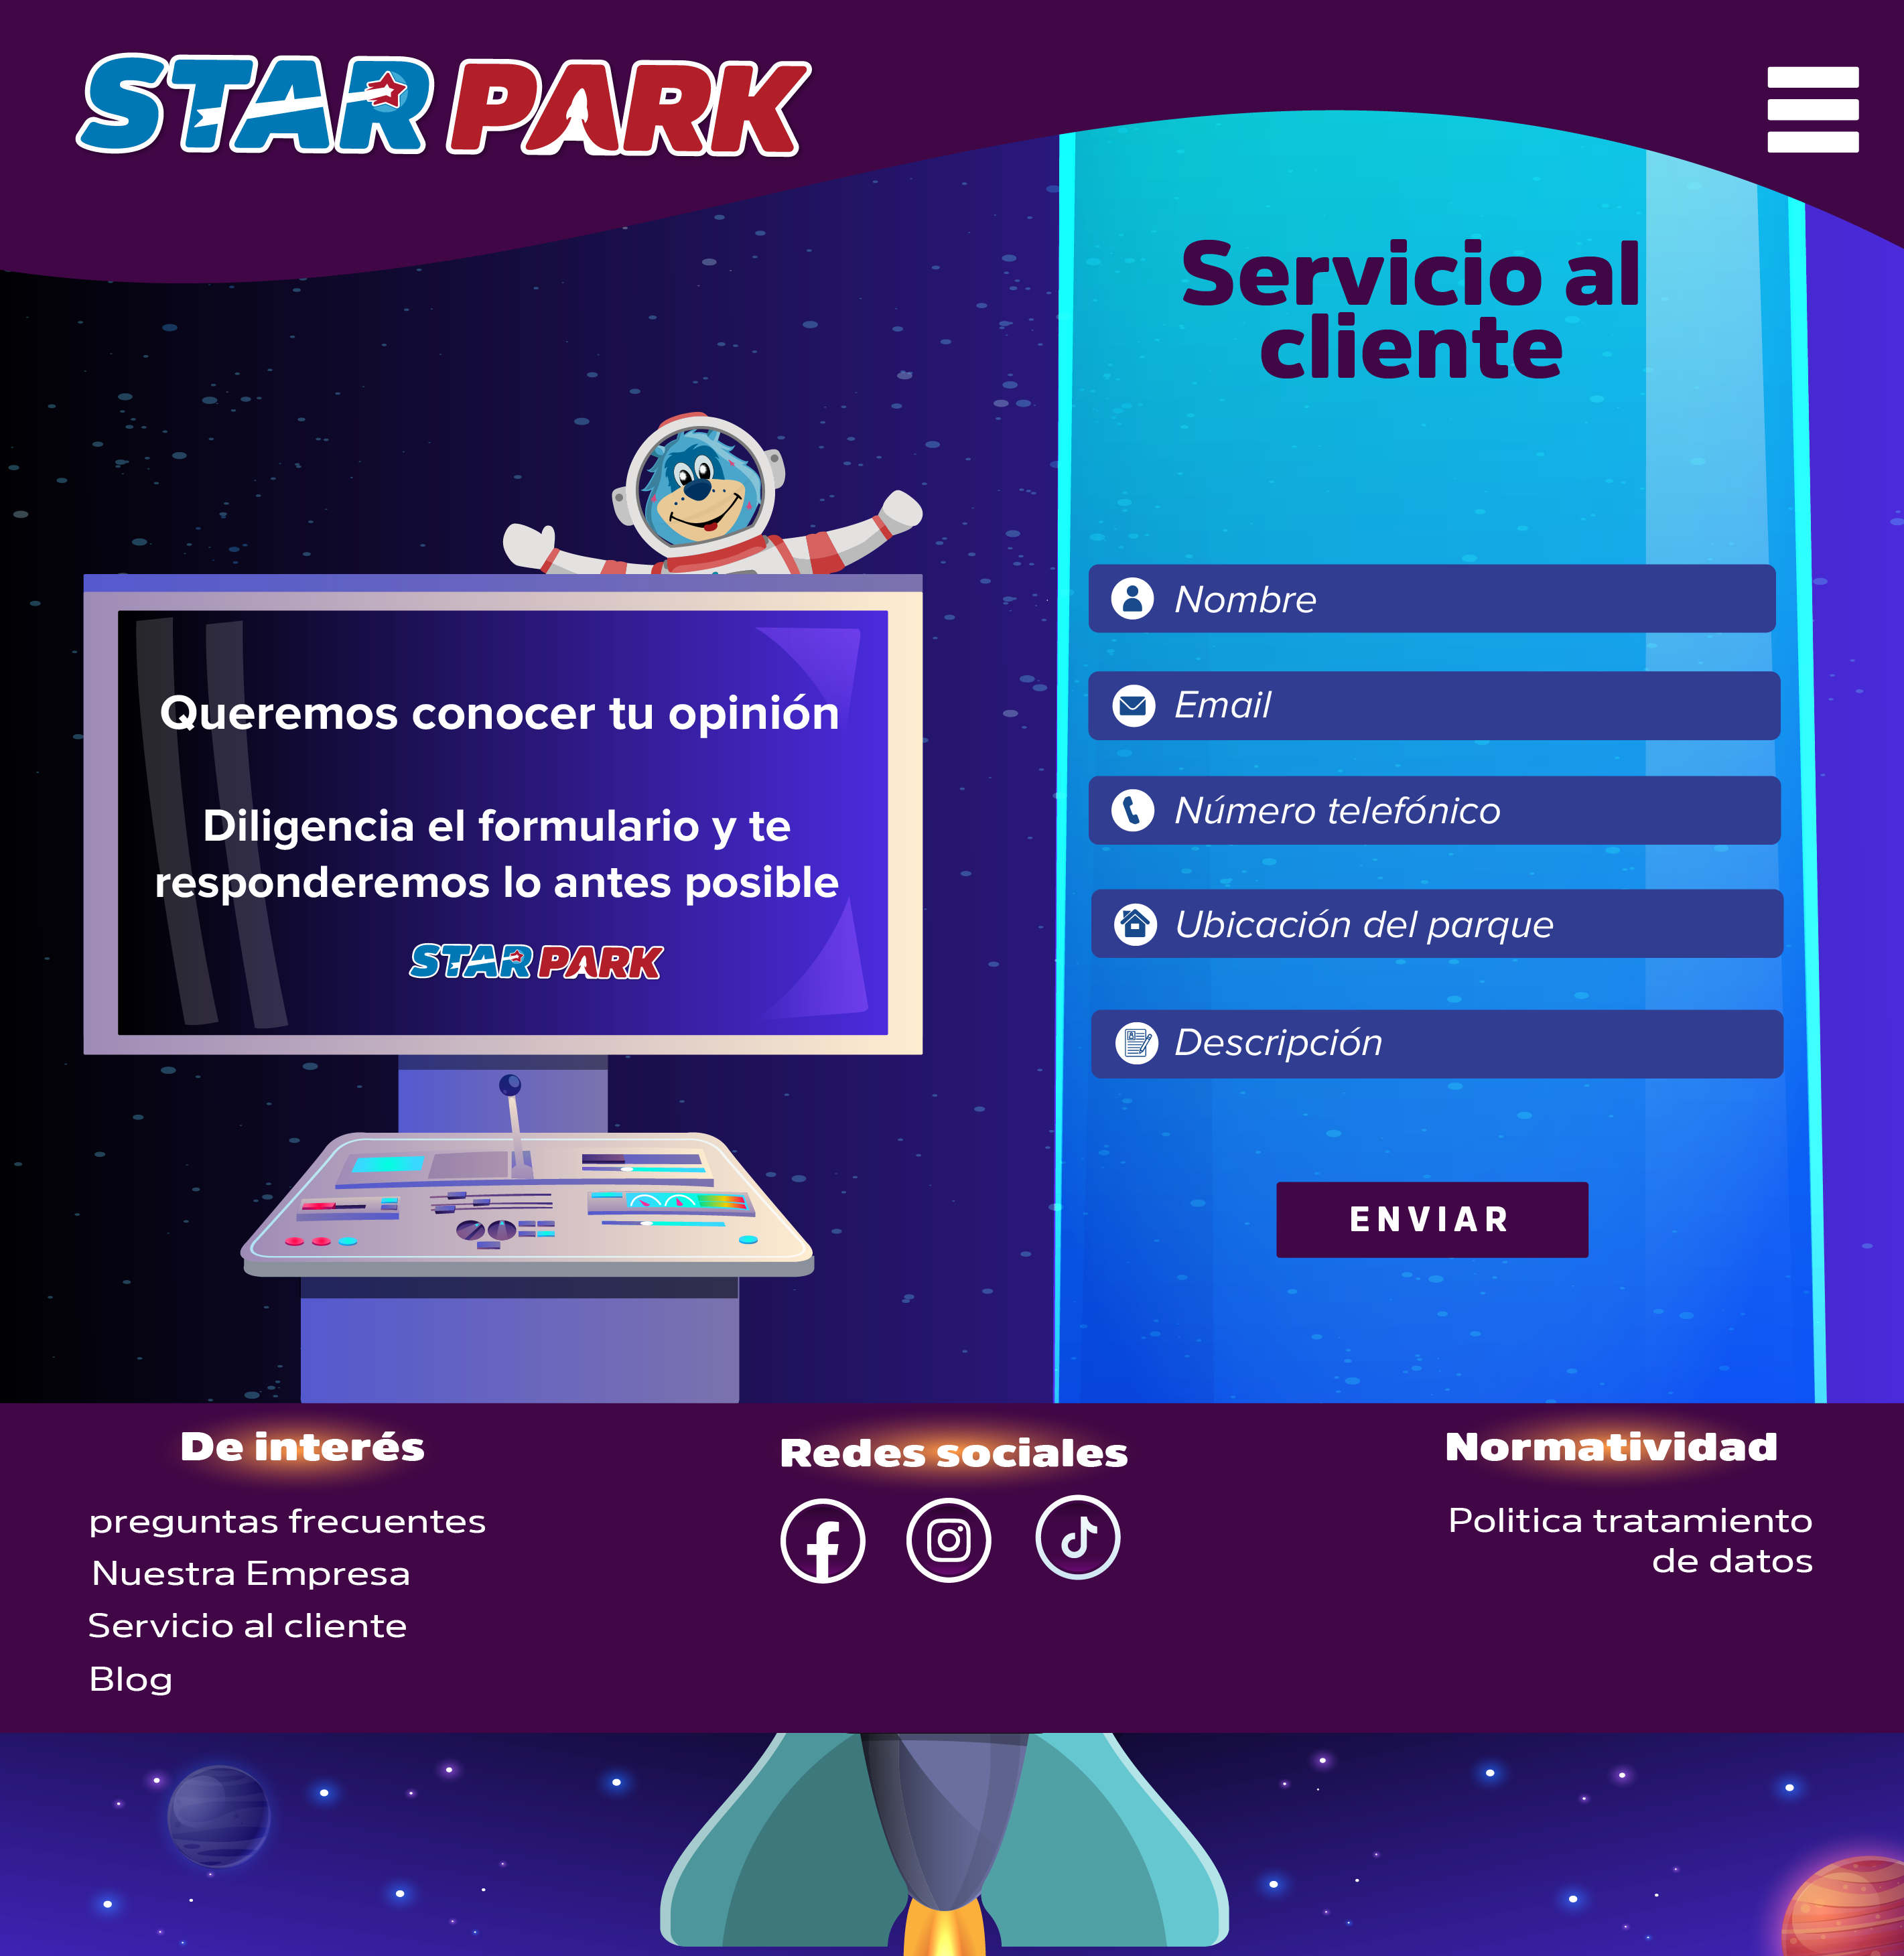 STAR PARK
Servicio al
cliente
Queremos conocer tu opinión
Diligencia el formulario y te
responderemos lo antes posible
STAR PARK
Nombre
Email
Número telefónico
Ubicación del parque
Descripción
ENVIAR
De interés
preguntas frecuentes
Nuestra Empresa
Servicio al cliente
Blog
Redes sociales
Normatividad
Politica tratamiento
de datos